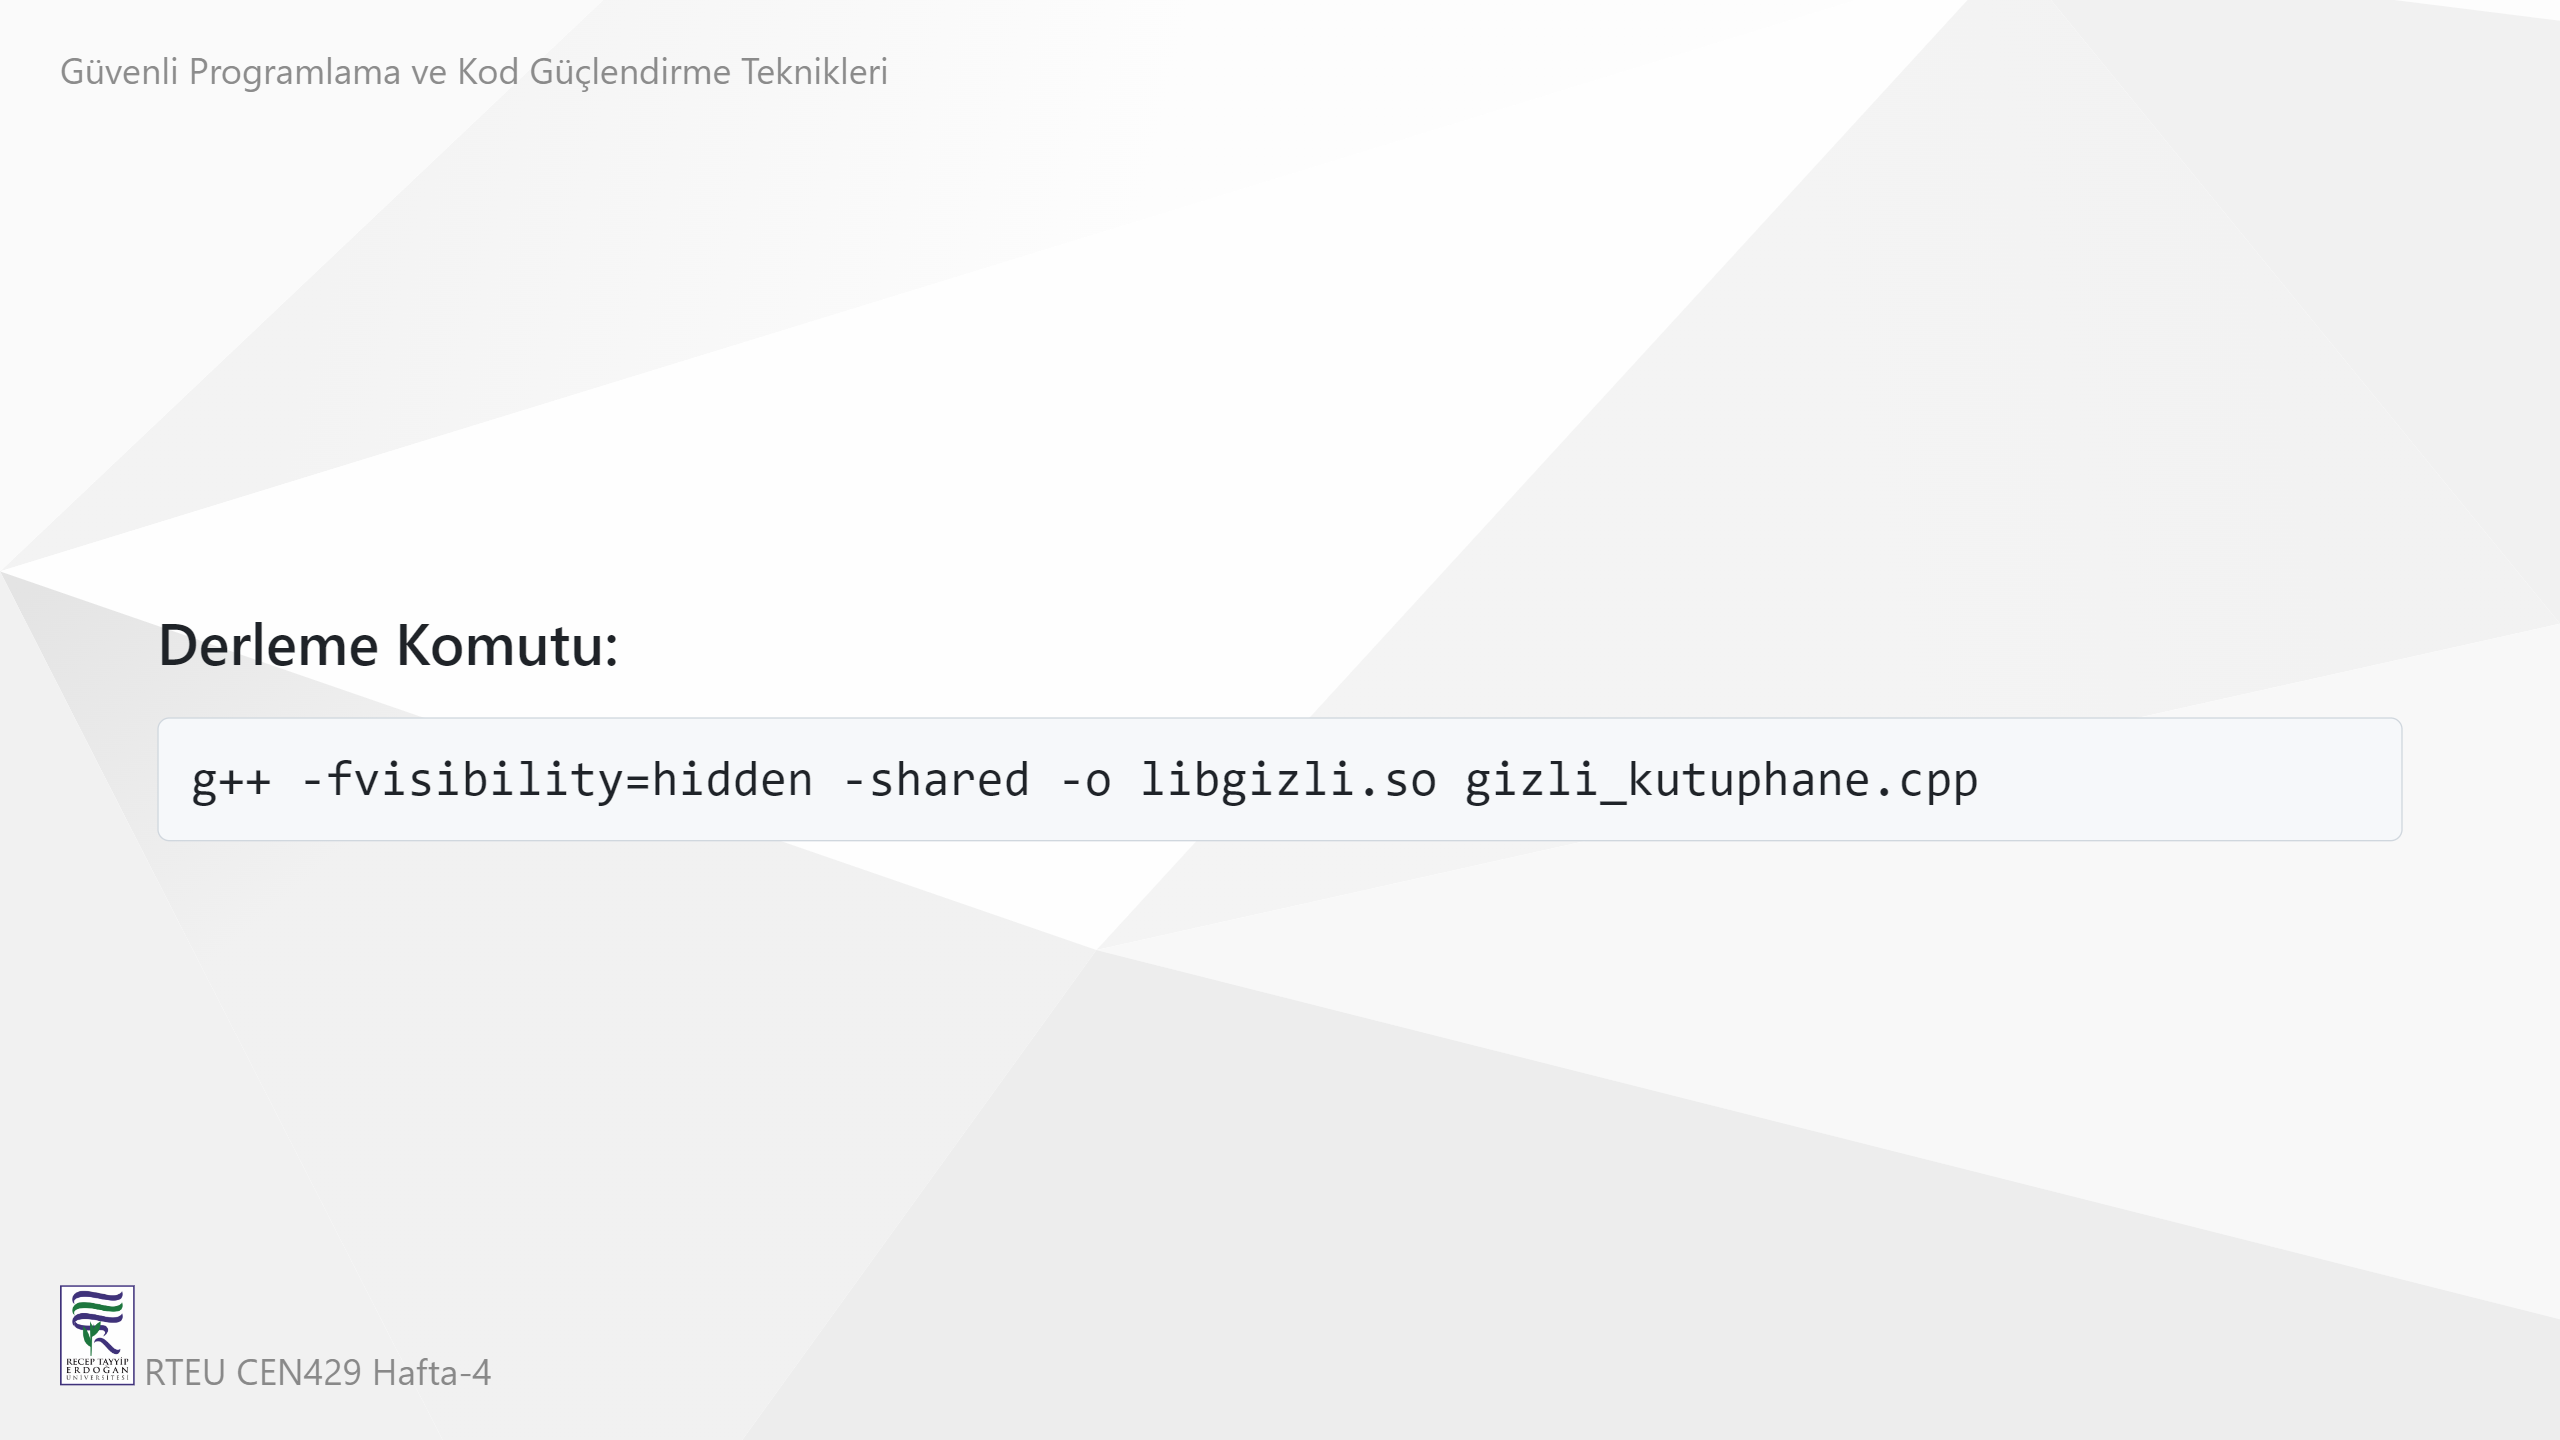 Güvenli Programlama ve Kod Güçlendirme Teknikleri
Derleme Komutu:
g++ -fvisibility=hidden -shared -o libgizli.so gizli_kutuphane.cpp
RECEP TAYYİP
ERDOĞAN
ÜNİVERSİTESİ
RTEU CEN429 Hafta-4